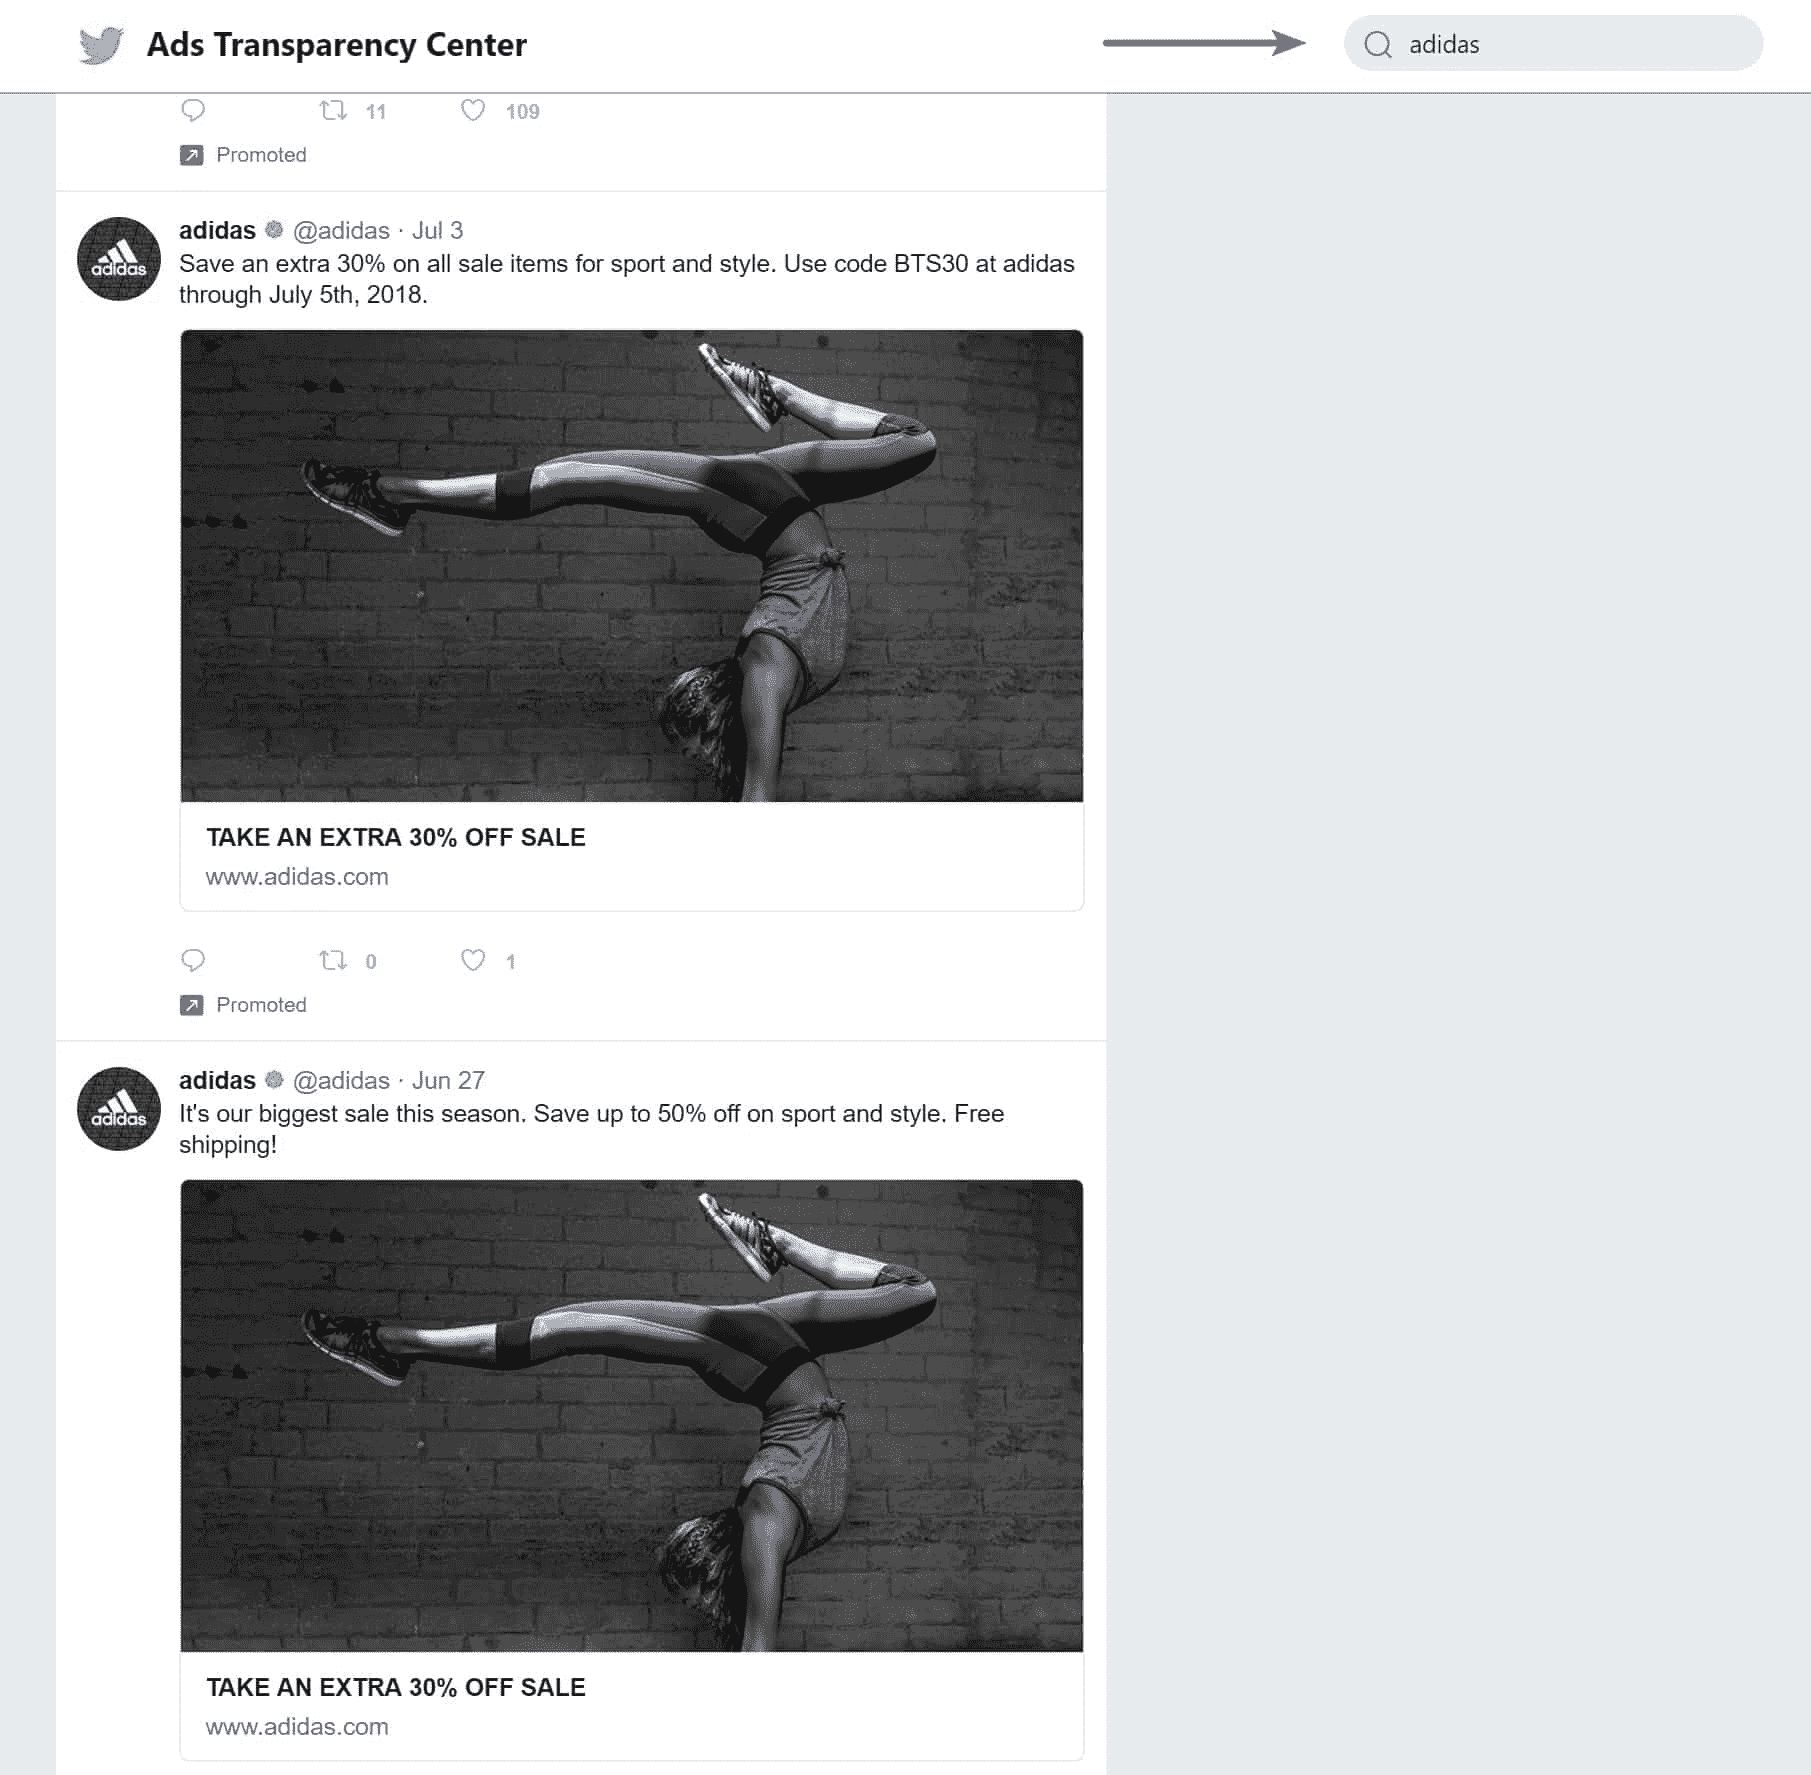 Ads Transparency Center
adidas
11 109
Promoted
adidas @adidas · Jul 3
adidas
Save an extra 30% on all sale items for sport and style. Use code BTS30 at adidas
through July 5th, 2018.
TAKE AN EXTRA 30% OFF SALE
www.adidas.com
0 1
Promoted
adidas @adidas · Jun 27
adidas
It's our biggest sale this season. Save up to 50% off on sport and style. Free
shipping!
TAKE AN EXTRA 30% OFF SALE
www.adidas.com